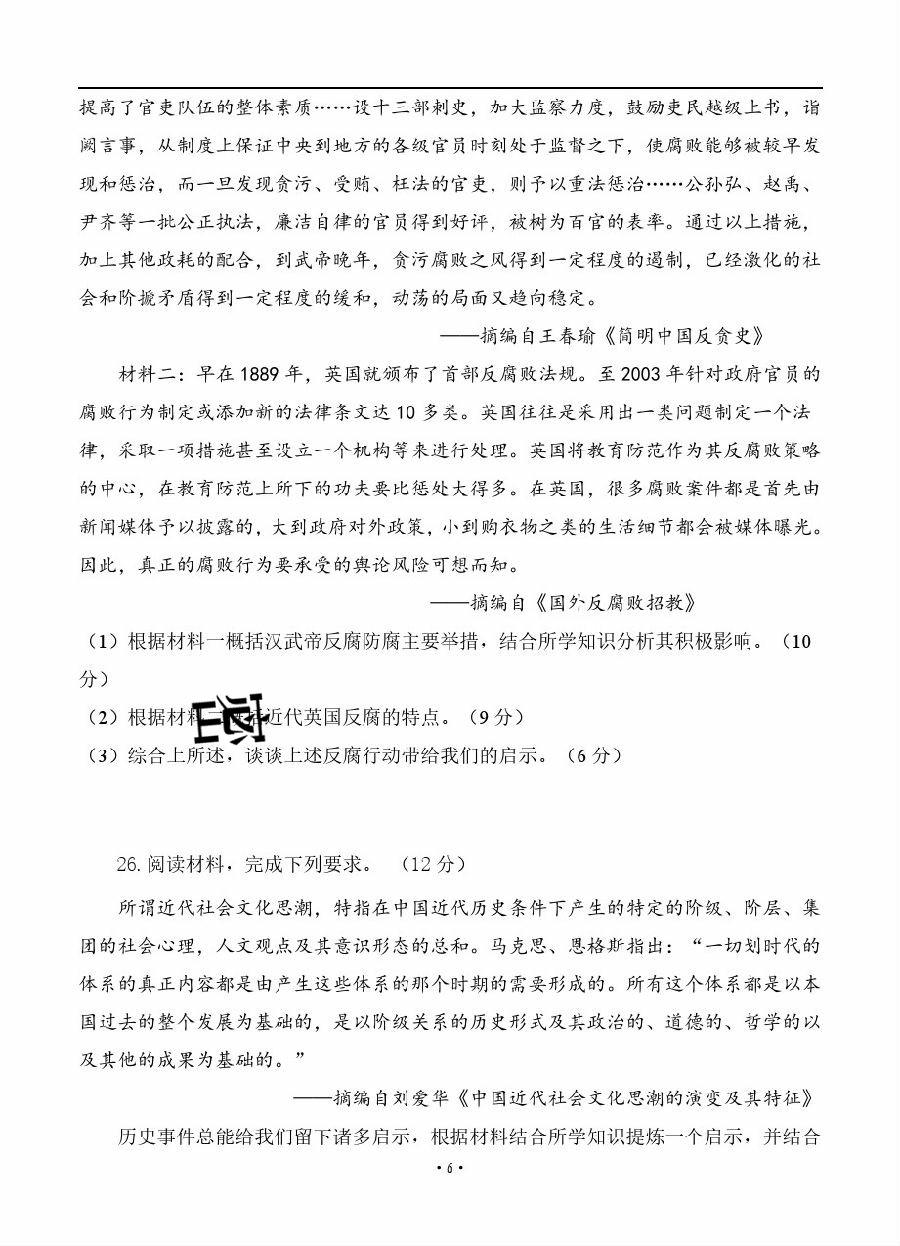 提高了官吏队伍的整体素质……设十三部刺史，加大监察力度，鼓励吏民越级上书，诣
阙言事，从制度上保证中央到地方的各级官员时刻处于监督之下，使腐败能够被较早发
现和惩治，而一旦发现贪污、受贿、枉法的官吏，则予以重法惩治……公孙弘、赵禹、
尹齐等一批公正执法，廉洁自律的官员得到好评，被树为百官的表率。通过以上措施，
加上其他政耗的配合，到武帝晚年，贪污腐败之风得到一定程度的遏制，已经激化的社
会和阶搋矛盾得到一定程度的缓和，动荡的局面又趋向稳定。
——摘编自王春瑜《简明中国反贪史》
材料二：早在 1889 年，英国就颁布了首部反腐败法规。至 2003 年针对政府官员的
腐败行为制定或添加新的法律条文达 10 多类。英国往往是采用出一类问题制定一个法
律，采取一项措施甚至设立一个机构等来进行处理。英国将教育防范作为其反腐败策略
的中心，在教育防范上所下的功夫要比惩处大得多。在英国，很多腐败案件都是首先由
新闻媒体予以披露的，大到政府对外政策，小到购衣物之类的生活细节都会被媒体曝光。
因此，真正的腐败行为要承受的舆论风险可想而知。
——摘编自《国外反腐败招教》
（1）根据材料一概括汉武帝反腐防腐主要举措，结合所学知识分析其积极影响。（10
分）
（2）根据材料二 近代英国反腐的特点。（9 分）
（3）综合上所述，谈谈上述反腐行动带给我们的启示。（6 分）
26.阅读材料，完成下列要求。 （12 分）
所谓近代社会文化思潮，特指在中国近代历史条件下产生的特定的阶级、阶层、集
团的社会心理，人文观点及其意识形态的总和。马克思、恩格斯指出：“一切划时代的
体系的真正内容都是由产生这些体系的那个时期的需要形成的。所有这个体系都是以本
国过去的整个发展为基础的，是以阶级关系的历史形式及其政治的、道德的、哲学的以
及其他的成果为基础的。”
——摘编自刘爱华《中国近代社会文化思潮的演变及其特征》
历史事件总能给我们留下诸多启示，根据材料结合所学知识提炼一个启示，并结合
·6·